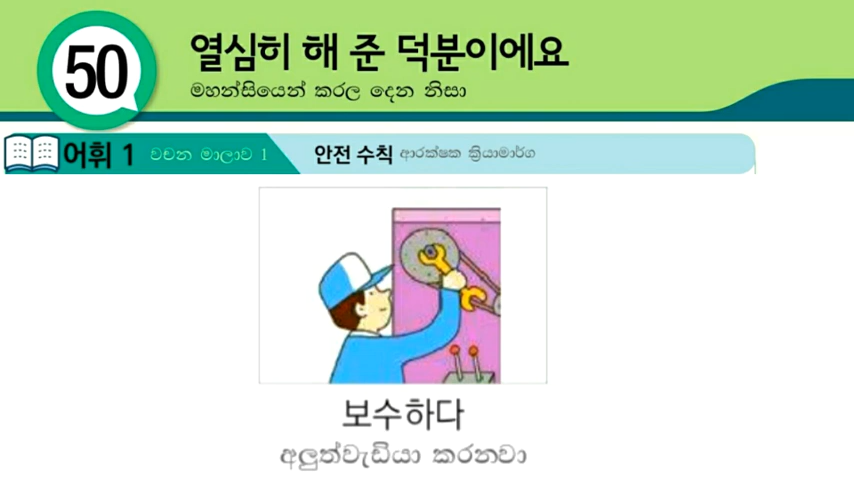 50
열심히 해 준 덕분이에요
මහන්සියෙන් කරල දෙන නිසා
어휘 1 වචන මාලාව 1
안전 수칙 ආරක්ෂක ක්‍රියාමාර්ග
보수하다
අලුත්වැඩියා කරනවා